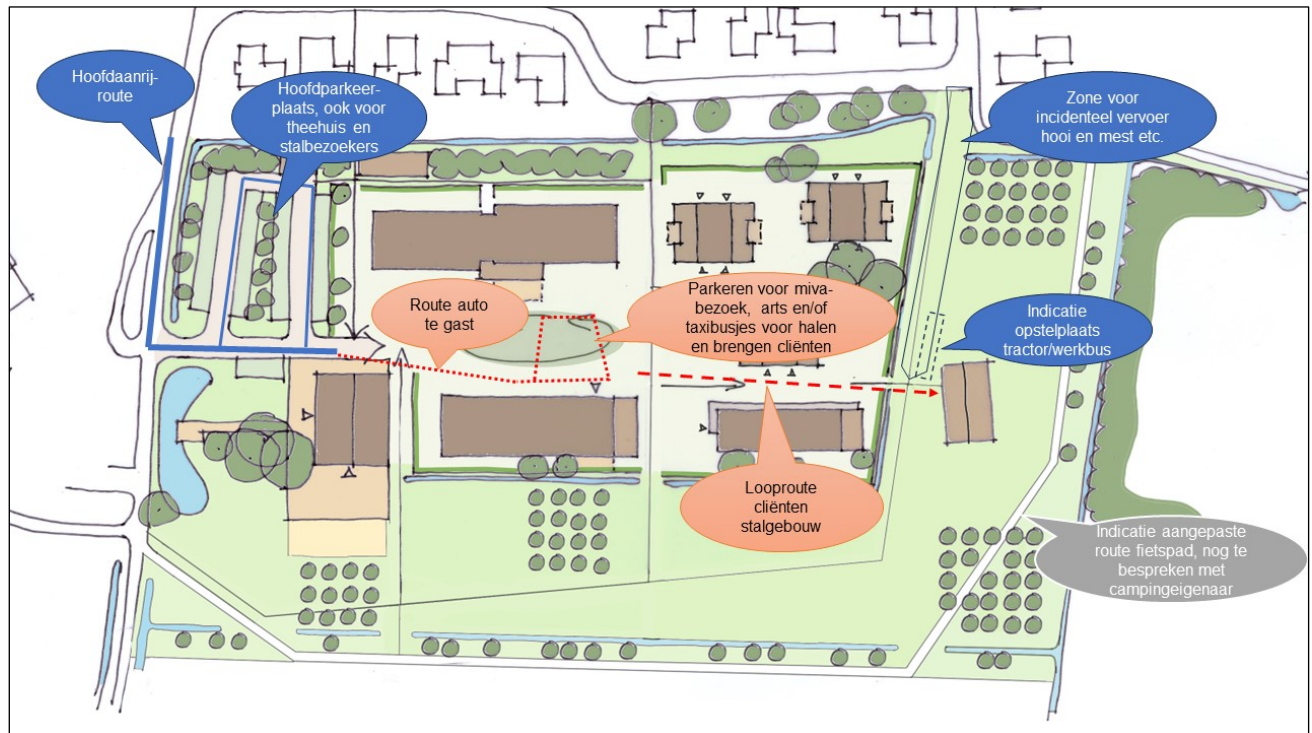 Hoofdaanrij-
route
Hoofdparkeer-
plaats, ook voor
theehuis en
stalbezoekers
Zone voor
incidenteel vervoer
hooi en mest etc.
Route auto
te gast
Parkeren voor miva-
bezoek, arts en/of
taxibusjes voor halen
en brengen cliënten
Indicatie
opstelplaats
tractor/werkbus
Looproute
cliënten
stalgebouw
Indicatie aangepaste
route fietspad, nog te
bespreken met
campingeigenaar